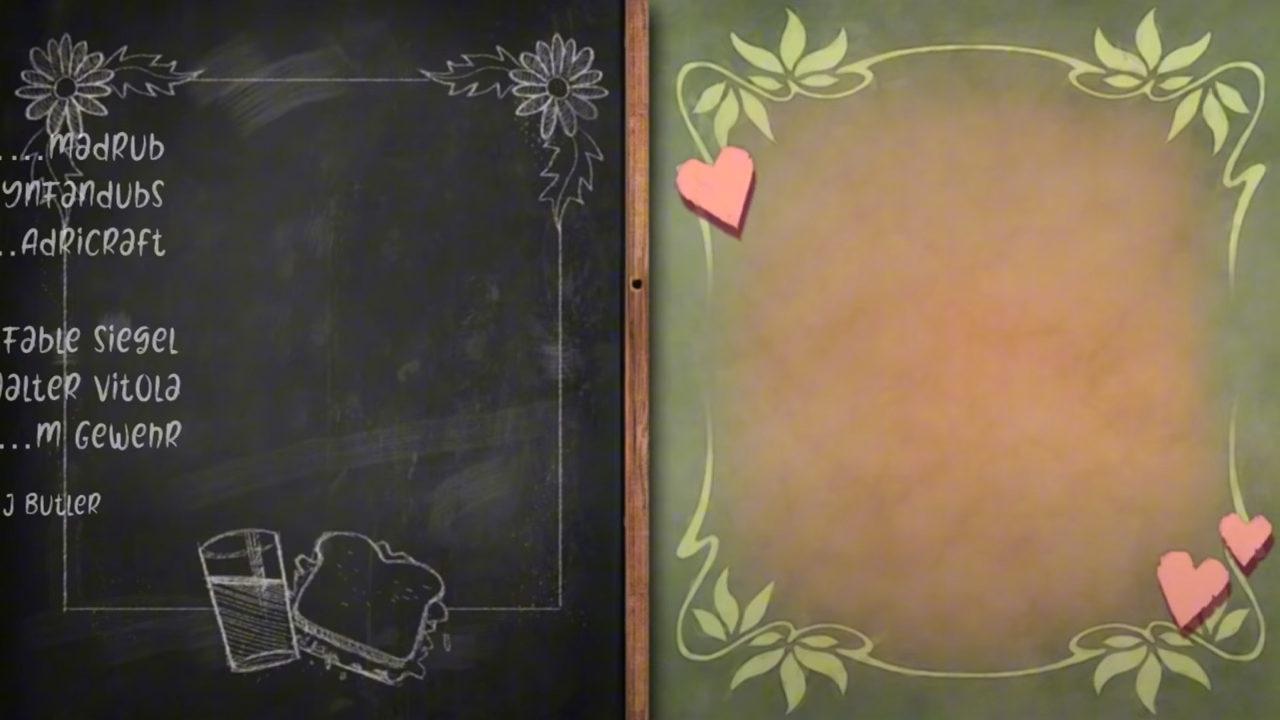 ....MadRub
ynFandubs
..AdriCraft
Fable Siegel
alter Vitola
...m Gewehr
J Butler